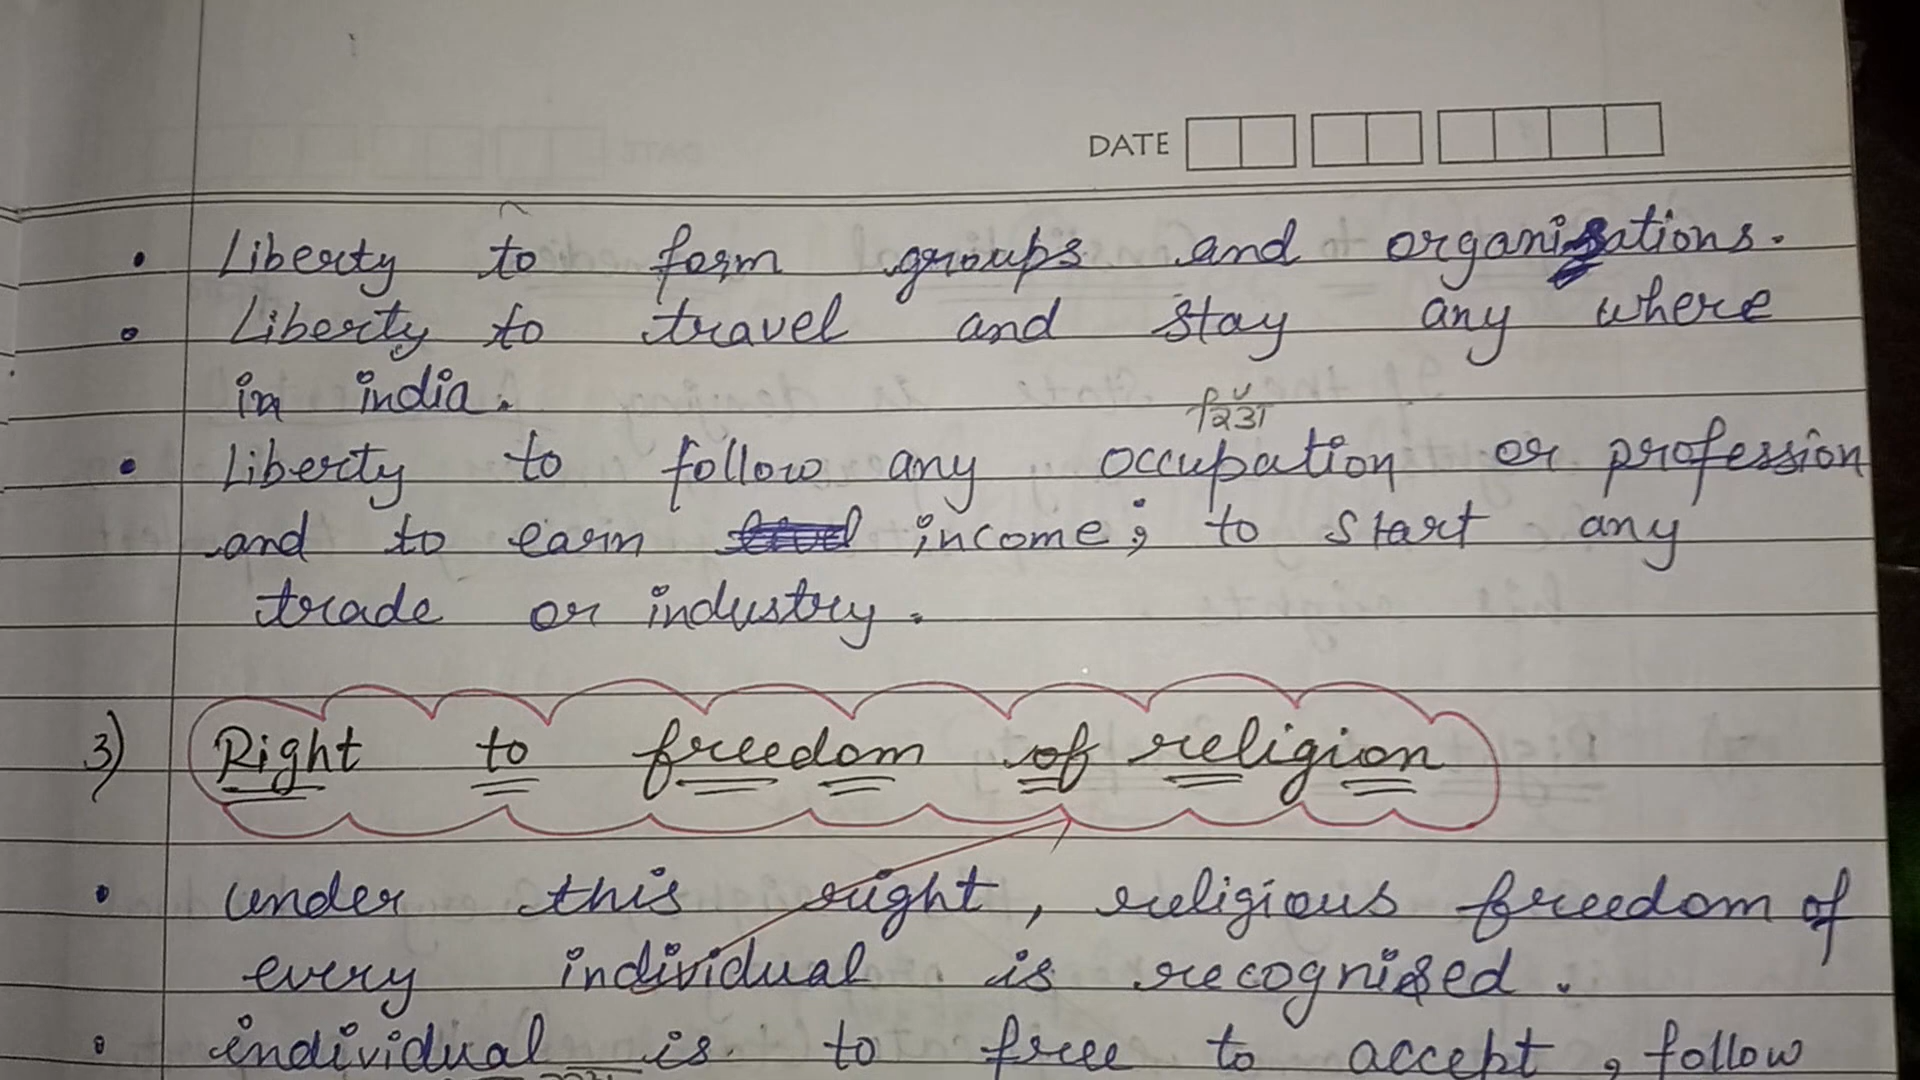 DATE
• Liberty to form groups and organisations.
• Liberty to travel and stay any where
in india.
• Liberty to follow any occupation or profession
and to earn income; to start any
trade or industry.
3) Right to freedom of religion
• Under this right, religious freedom of
every individual is recognised.
• individual is to free to accept, follow